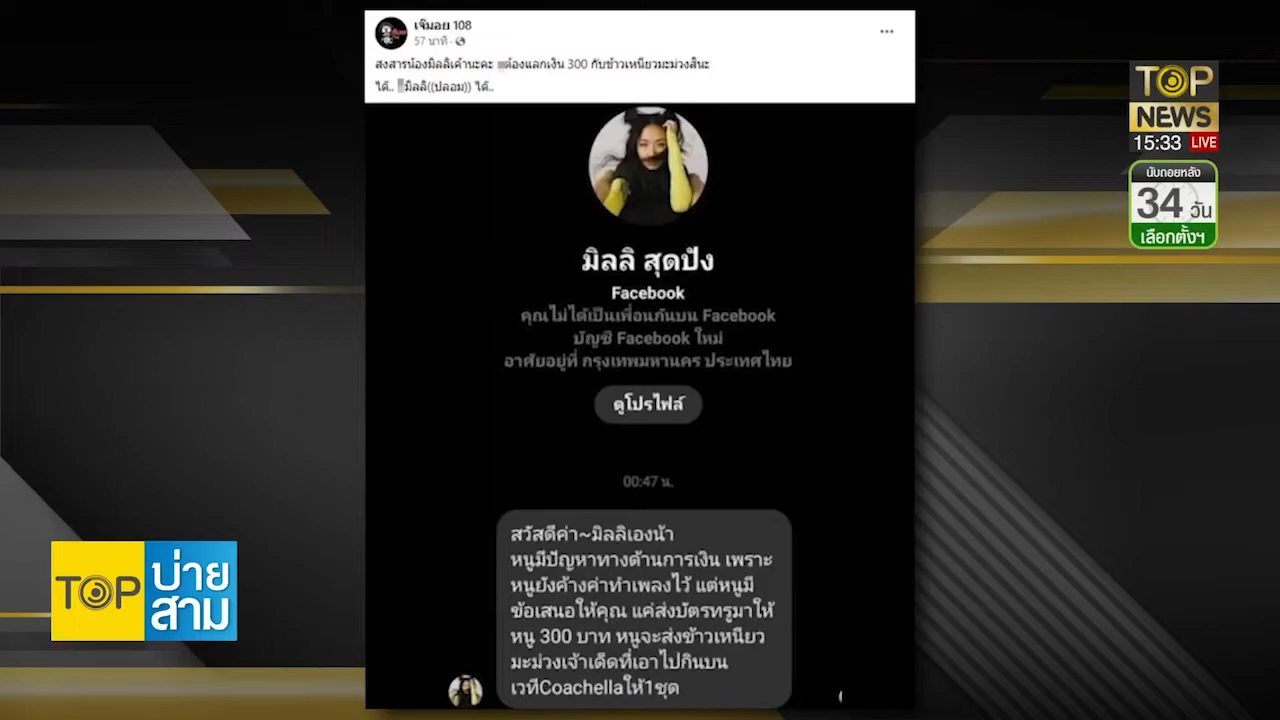 เจ๊มอย 108
57 นาที
สงสารน้องมิลลิเค้านะคะ ต้องแลกเงิน 300 กับข้าวเหนียวมะม่วงสินะ
ได้.. มิลลิ((ปลอม)) ได้..
มิลลิ สุดปัง
Facebook
คุณไม่ได้เป็นเพื่อนกันบน Facebook
บัญชี Facebook ใหม่
อาศัยอยู่ที่ กรุงเทพมหานคร ประเทศไทย
ดูโปรไฟล์
00:47 น.
สวัสดีค่า~มิลลิเองน้า
หนูมีปัญหาทางด้านการเงิน เพราะ
หนูยังค้างค่าทำเพลงไว้ แต่หนูมี
ข้อเสนอให้คุณ แค่ส่งบัตรทรูมาให้
หนู 300 บาท หนูจะส่งข้าวเหนียว
มะม่วงเจ้าเด็ดที่เอาไปกินบน
เวทีCoachellaให้1ชุด
TOP
NEWS
15:33 LIVE
นับถอยหลัง
34 วัน
เลือกตั้งฯ
TOP บ่าย
สาม